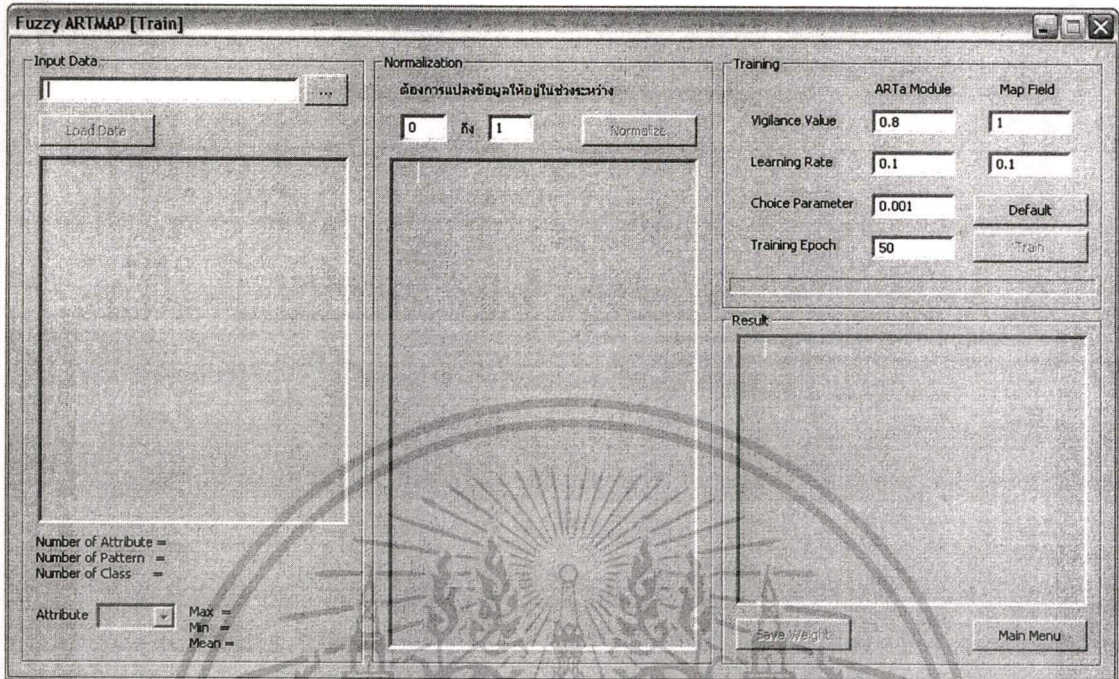 Fuzzy ARTMAP [Train]
Input Data
...
Load Data
Number of Attribute =
Number of Pattern =
Number of Class =
Attribute
Max =
Min =
Mean =
Normalization
ต้องการแปลงข้อมูลให้อยู่ในช่วงระหว่าง
0 ถึง 1
Normalize
Training
ARTa Module Map Field
Vigilance Value 0.8 1
Learning Rate 0.1 0.1
Choice Parameter 0.001 Default
Training Epoch 50 Train
Result
Save Weight
Main Menu